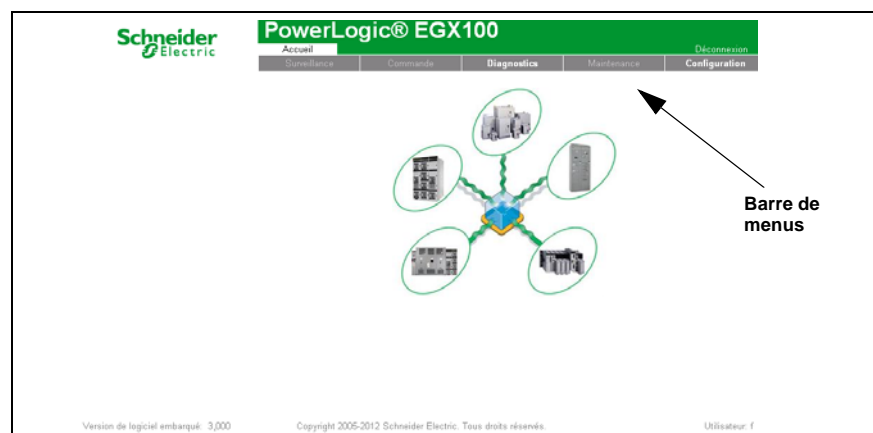 Schneider Electric
PowerLogic® EGX100
Accueil
Déconnexion
Surveillance Commande Diagnostics Maintenance Configuration
Barre de
menus
Version de logiciel embarqué: 3,000 Copyright 2005-2012 Schneider Electric. Tous droits réservés. Utilisateur: f